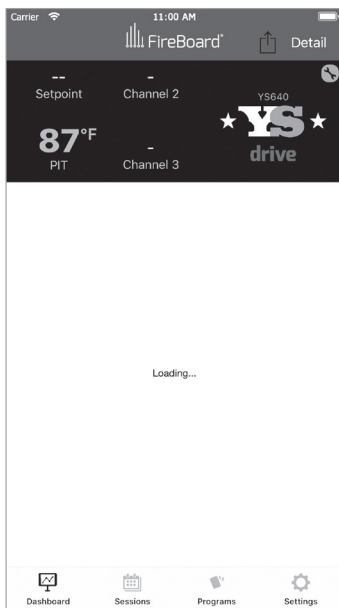 Carrier 11:00 AM
FireBoard® Detail
-- -
Setpoint Channel 2
YS640
YS
drive
87°F -
PIT Channel 3
Loading...
Dashboard Sessions Programs Settings